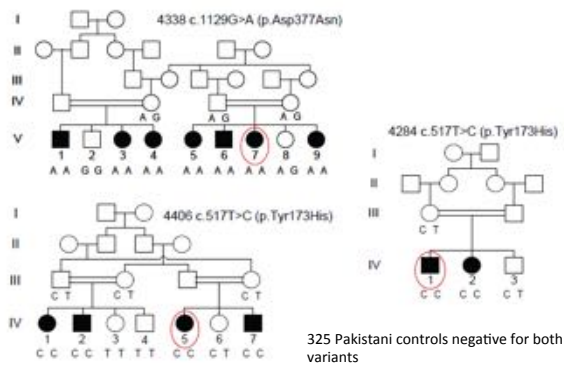 I
4338 c.1129G>A (p.Asp377Asn)
II
III
IV
A G
A G
A G
V
1 2 3 4 5 6 7 8 9
A A G G A A A A A A A A A A A G A A
I
4406 c.517T>C (p.Tyr173His)
II
III
C T
C T
C T
IV
1 2 3 4 5 6 7
C C C C T T T T C C C T C C
4284 c.517T>C (p.Tyr173His)
I
II
III
C T
IV
1 2 3
C C C C C T
325 Pakistani controls negative for both
variants